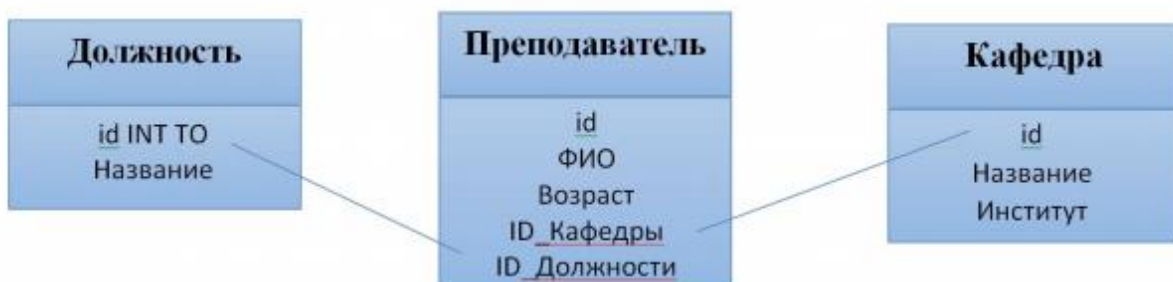 Должность
id INT TO
Название
Преподаватель
id
ФИО
Возраст
ID_Кафедры
ID_Должности
Кафедра
id
Название
Институт